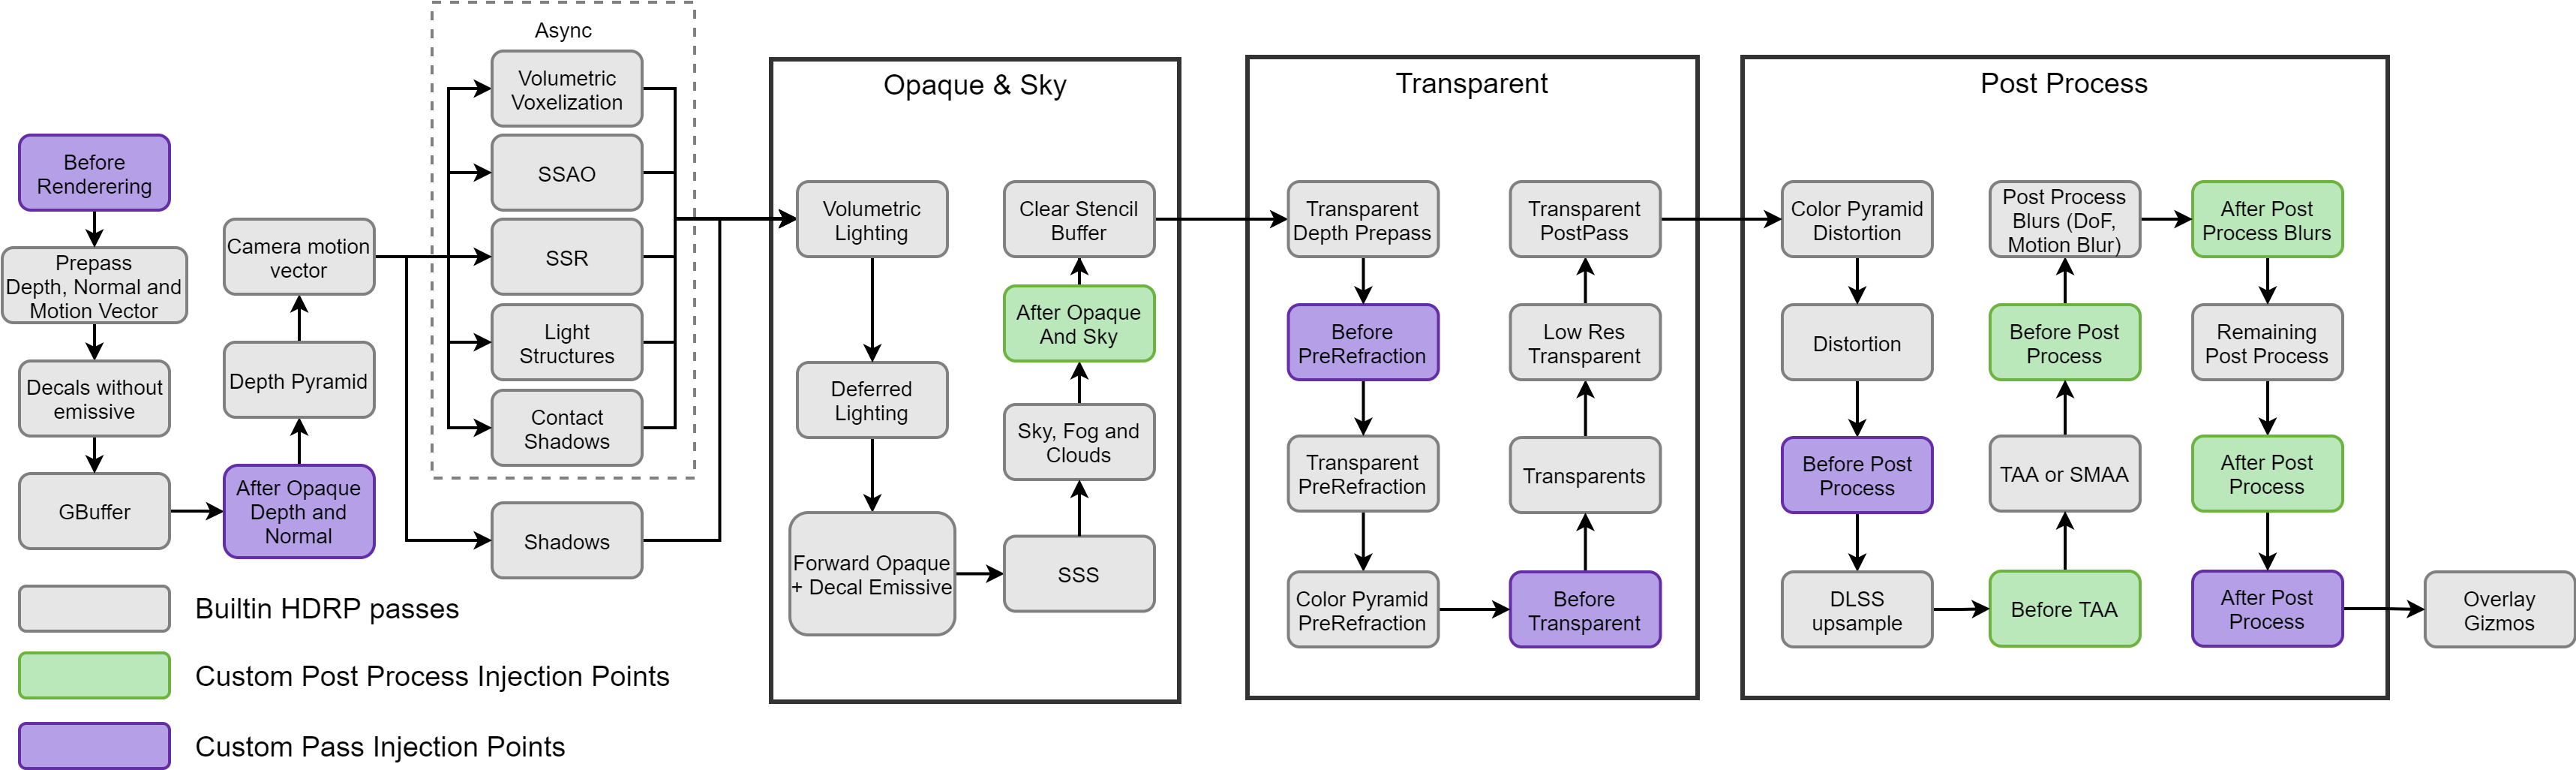 Before
Renderering
Prepass
Depth, Normal and
Motion Vector
Decals without
emissive
GBuffer
After Opaque
Depth and
Normal
Depth Pyramid
Camera motion
vector
Async
Volumetric
Voxelization
SSAO
SSR
Light
Structures
Contact
Shadows
Shadows
Opaque & Sky
Volumetric
Lighting
Deferred
Lighting
Forward Opaque
+ Decal Emissive
SSS
Sky, Fog and
Clouds
After Opaque
And Sky
Clear Stencil
Buffer
Transparent
Transparent
Depth Prepass
Before
PreRefraction
Transparent
PreRefraction
Color Pyramid
PreRefraction
Before
Transparent
Transparents
Low Res
Transparent
Transparent
PostPass
Post Process
Color Pyramid
Distortion
Distortion
Before Post
Process
DLSS
upsample
Before TAA
TAA or SMAA
Before Post
Process
Post Process
Blurs (DoF,
Motion Blur)
After Post
Process Blurs
Remaining
Post Process
After Post
Process
After Post
Process
Overlay
Gizmos
Builtin HDRP passes
Custom Post Process Injection Points
Custom Pass Injection Points